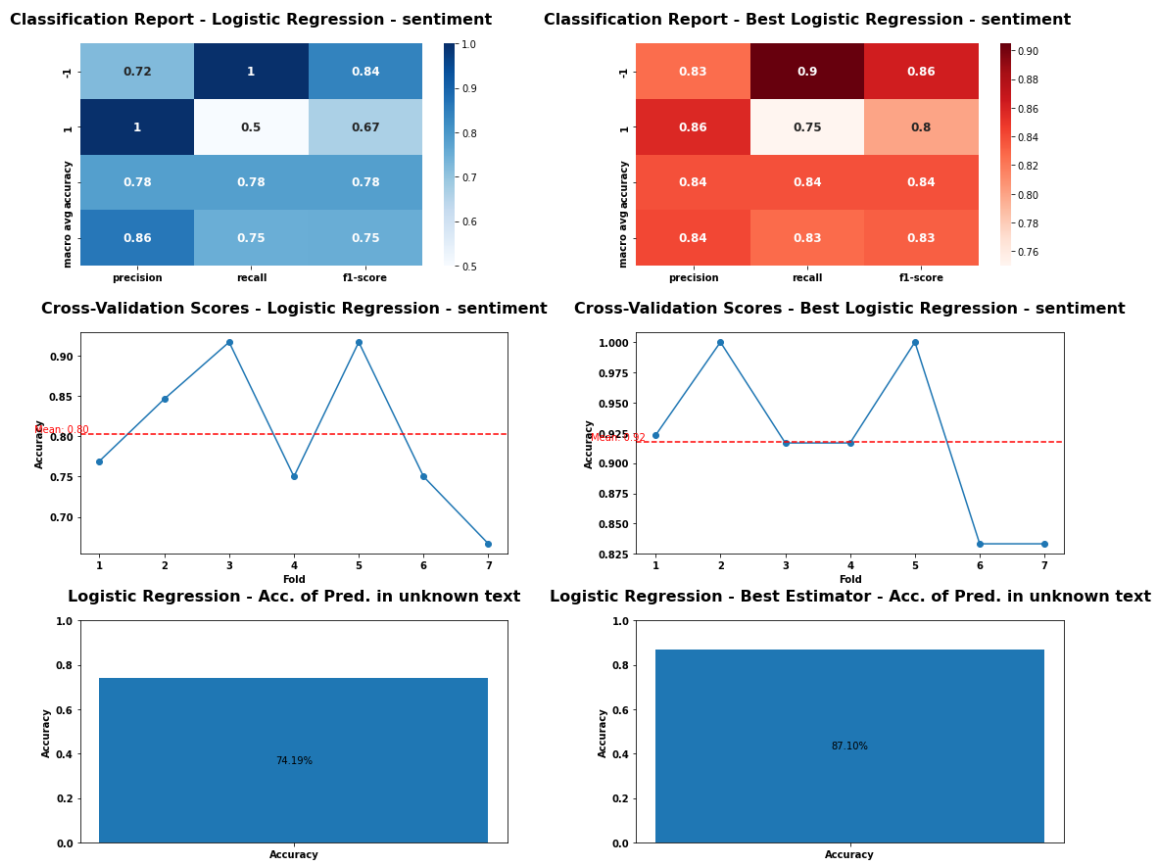 Classification Report - Logistic Regression - sentiment
-1 0.72 1 0.84
1 1 0.5 0.67
accuracy 0.78 0.78 0.78
macro avg 0.86 0.75 0.75
precision recall f1-score
1.0
0.9
0.8
0.7
0.6
0.5
Classification Report - Best Logistic Regression - sentiment
-1 0.83 0.9 0.86
1 0.86 0.75 0.8
accuracy 0.84 0.84 0.84
macro avg 0.84 0.83 0.83
precision recall f1-score
0.90
0.88
0.86
0.84
0.82
0.80
0.78
0.76
Cross-Validation Scores - Logistic Regression - sentiment
Accuracy
0.90
0.85
0.80
0.75
0.70
Mean: 0.80
1 2 3 4 5 6 7
Fold
Cross-Validation Scores - Best Logistic Regression - sentiment
Accuracy
1.000
0.975
0.950
0.925
0.900
0.875
0.850
0.825
Mean: 0.92
1 2 3 4 5 6 7
Fold
Logistic Regression - Acc. of Pred. in unknown text
Accuracy
1.0
0.8
0.6
0.4
0.2
0.0
74.19%
Accuracy
Logistic Regression - Best Estimator - Acc. of Pred. in unknown text
Accuracy
1.0
0.8
0.6
0.4
0.2
0.0
87.10%
Accuracy